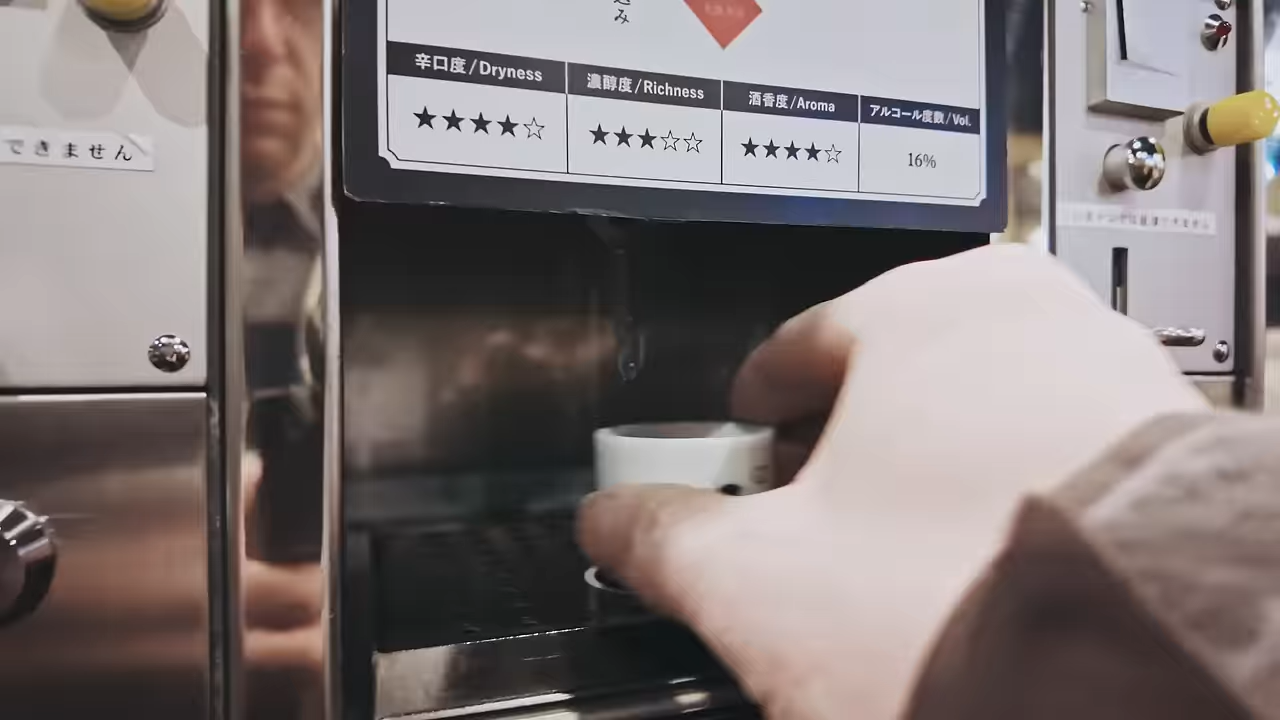 込み
辛口度/Dryness
濃醇度/Richness
酒香度/Aroma
アルコール度数/Vol.
★★★★☆
★★★☆☆
★★★★☆
16%
できません